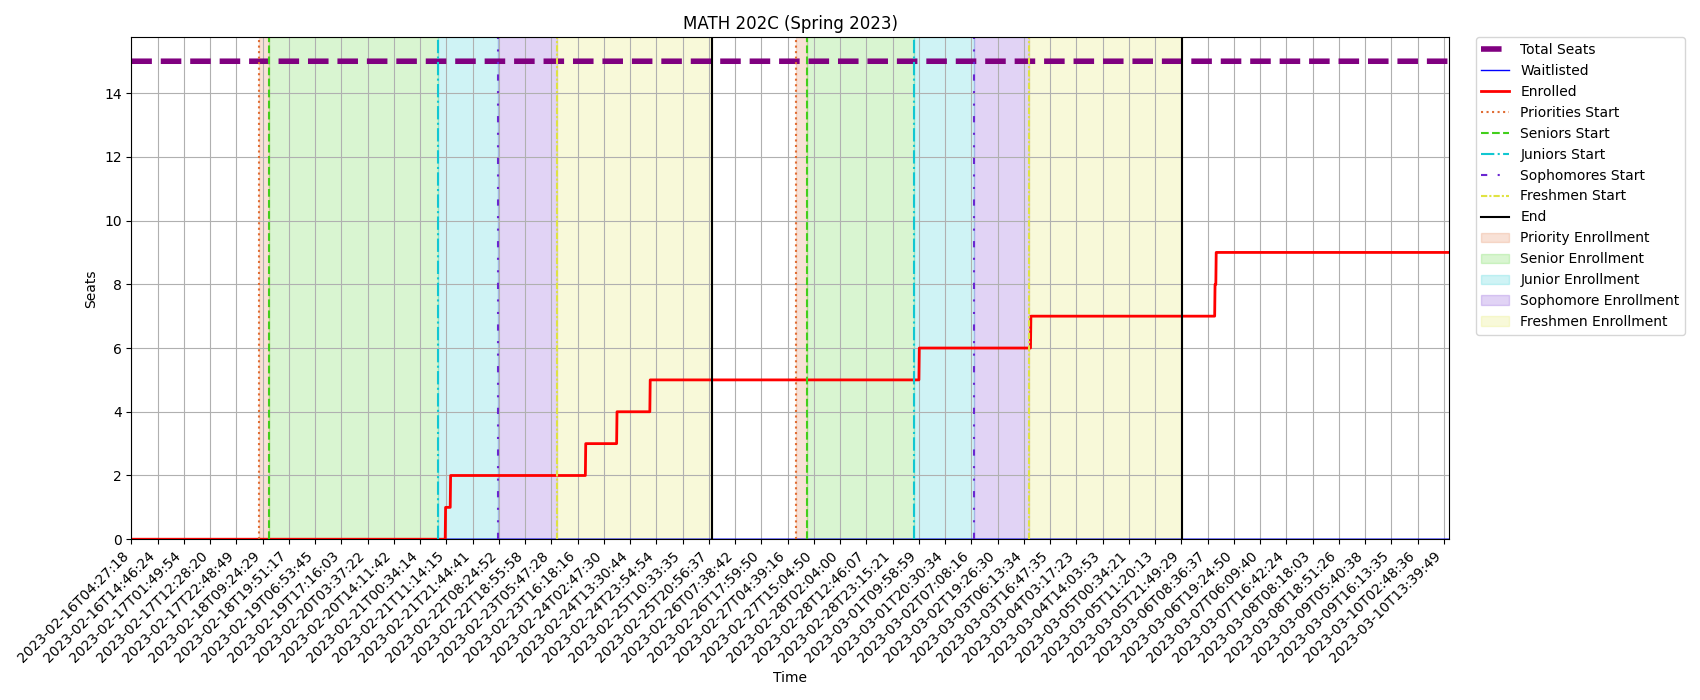 MATH 202C (Spring 2023)
Seats
14
12
10
8
6
4
2
0
2023-02-16T04:27:18
2023-02-16T14:46:24
2023-02-17T01:49:54
2023-02-17T12:28:20
2023-02-17T22:48:49
2023-02-18T09:24:29
2023-02-18T19:51:17
2023-02-19T06:53:45
2023-02-19T17:16:03
2023-02-20T03:37:22
2023-02-20T14:11:42
2023-02-21T00:34:14
2023-02-21T11:14:15
2023-02-21T21:44:41
2023-02-22T08:24:52
2023-02-22T18:55:58
2023-02-23T05:47:28
2023-02-23T16:18:16
2023-02-24T02:47:30
2023-02-24T13:30:44
2023-02-24T23:54:54
2023-02-25T10:33:35
2023-02-25T20:56:37
2023-02-26T07:38:42
2023-02-26T17:59:50
2023-02-27T04:39:16
2023-02-27T15:04:50
2023-02-28T02:04:00
2023-02-28T12:46:07
2023-02-28T23:15:21
2023-03-01T09:58:59
2023-03-01T20:30:34
2023-03-02T07:08:16
2023-03-02T19:26:30
2023-03-03T06:13:34
2023-03-03T16:47:35
2023-03-04T03:17:23
2023-03-04T14:03:53
2023-03-05T00:34:21
2023-03-05T11:20:13
2023-03-05T21:49:29
2023-03-06T08:36:37
2023-03-06T19:24:50
2023-03-07T06:09:40
2023-03-07T16:42:24
2023-03-08T08:18:03
2023-03-08T18:51:26
2023-03-09T05:40:38
2023-03-09T16:13:35
2023-03-10T02:48:36
2023-03-10T13:39:49
Time
Total Seats
Waitlisted
Enrolled
Priorities Start
Seniors Start
Juniors Start
Sophomores Start
Freshmen Start
End
Priority Enrollment
Senior Enrollment
Junior Enrollment
Sophomore Enrollment
Freshmen Enrollment